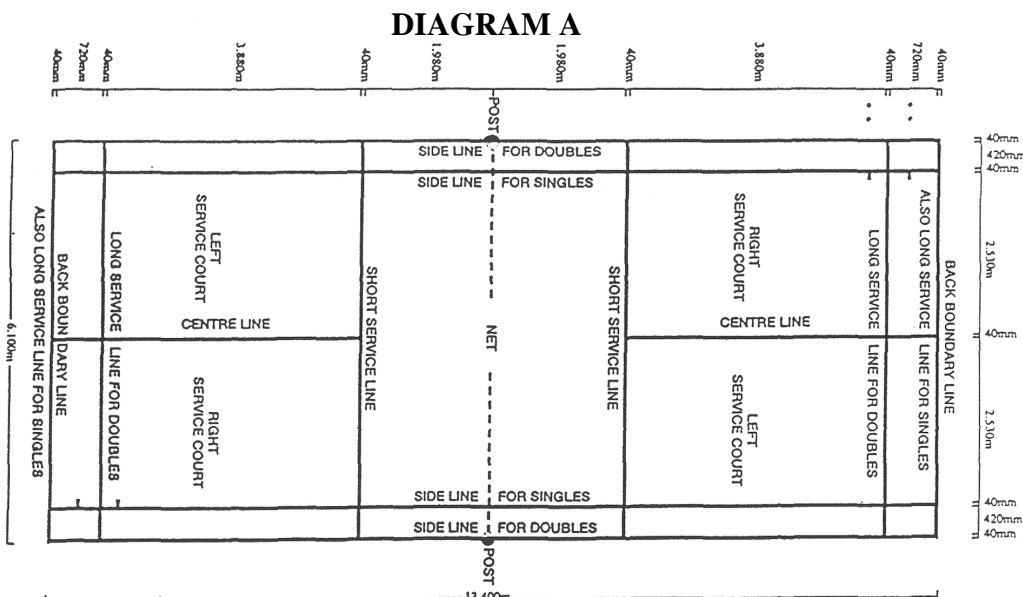 DIAGRAM A
40mm
720mm
40mm
3.880m
40mm
1.980m
1.980m
40mm
3.880m
40mm
720mm
40mm
POST
SIDE LINE FOR DOUBLES
SIDE LINE FOR SINGLES
40mm
420mm
40mm
2.530m
40mm
2.530m
40mm
420mm
40mm
6.100m
ALSO LONG SERVICE LINE FOR SINGLES
BACK BOUNDARY LINE
LONG SERVICE LINE FOR DOUBLES
LEFT
SERVICE COURT
CENTRE LINE
RIGHT
SERVICE COURT
SHORT SERVICE LINE
NET
SHORT SERVICE LINE
RIGHT
SERVICE COURT
CENTRE LINE
LEFT
SERVICE COURT
LONG SERVICE LINE FOR DOUBLES
ALSO LONG SERVICE LINE FOR SINGLES
BACK BOUNDARY LINE
SIDE LINE FOR SINGLES
SIDE LINE FOR DOUBLES
POST
13.400m